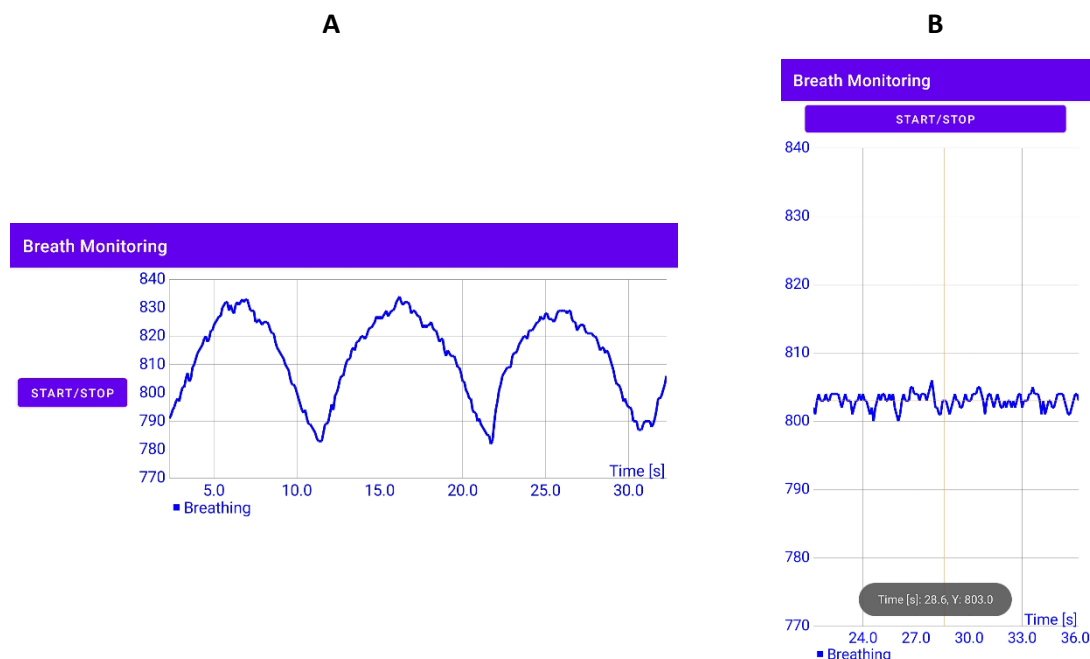 A
Breath Monitoring
START/STOP
840
830
820
810
800
790
780
770
Time [s]
5.0 10.0 15.0 20.0 25.0 30.0
Breathing
B
Breath Monitoring
START/STOP
840
830
820
810
800
790
780
770
Time [s]: 28.6, Y: 803.0
Time [s]
24.0 27.0 30.0 33.0 36.0
Breathing